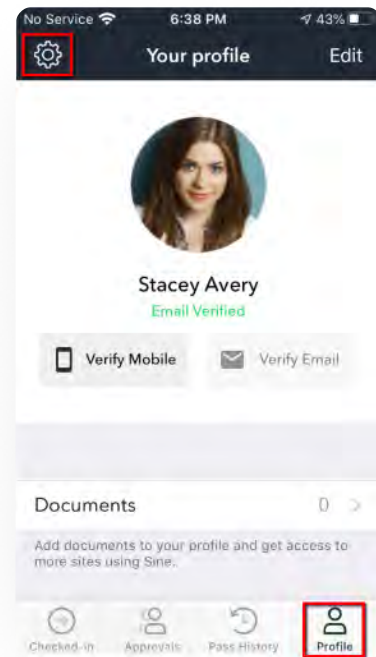 No Service 6:38 PM 43%
Your profile Edit
Stacey Avery
Email Verified
Verify Mobile Verify Email
Documents 0
Add documents to your profile and get access to
more sites using Sine..
Checked-in Approvals Pass History Profile